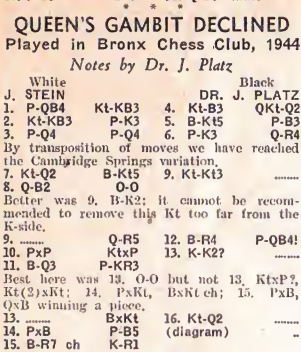 * *
QUEEN'S GAMBIT DECLINED
Played in Bronx Chess Club, 1944
Notes by Dr. J. Platz
White Black
J. STEIN DR. J. PLATZ
1. P-QB4 Kt-KB3 4. Kt-B3 QKt-Q2
2. Kt-KB3 P-K3 5. B-Kt5 P-B3
3. P-Q4 P-Q4 6. P-K3 Q-R4
By transposition of moves we have reached
the Cambridge Springs variation.
7. Kt-Q2 B-Kt5 9. Kt-Kt3 ........
8. Q-B2 O-O
Better was 9. B-K2; it cannot be recom-
mended to remove this Kt too far from the
K-side.
9. ........ Q-R5 12. B-R4 P-QB4!
10. PxP KtxP 13. K-K2? ........
11. B-Q3 P-KR3
Best here was 13. O-O but not 13. KtxP?,
Kt(2)xKt; 14. PxKt, BxKt ch; 15. PxB,
QxB winning a piece.
13. ........ BxKt 16. Kt-Q2 ........
14. PxB P-B5 (diagram) ..
15. B-R7 ch K-R1